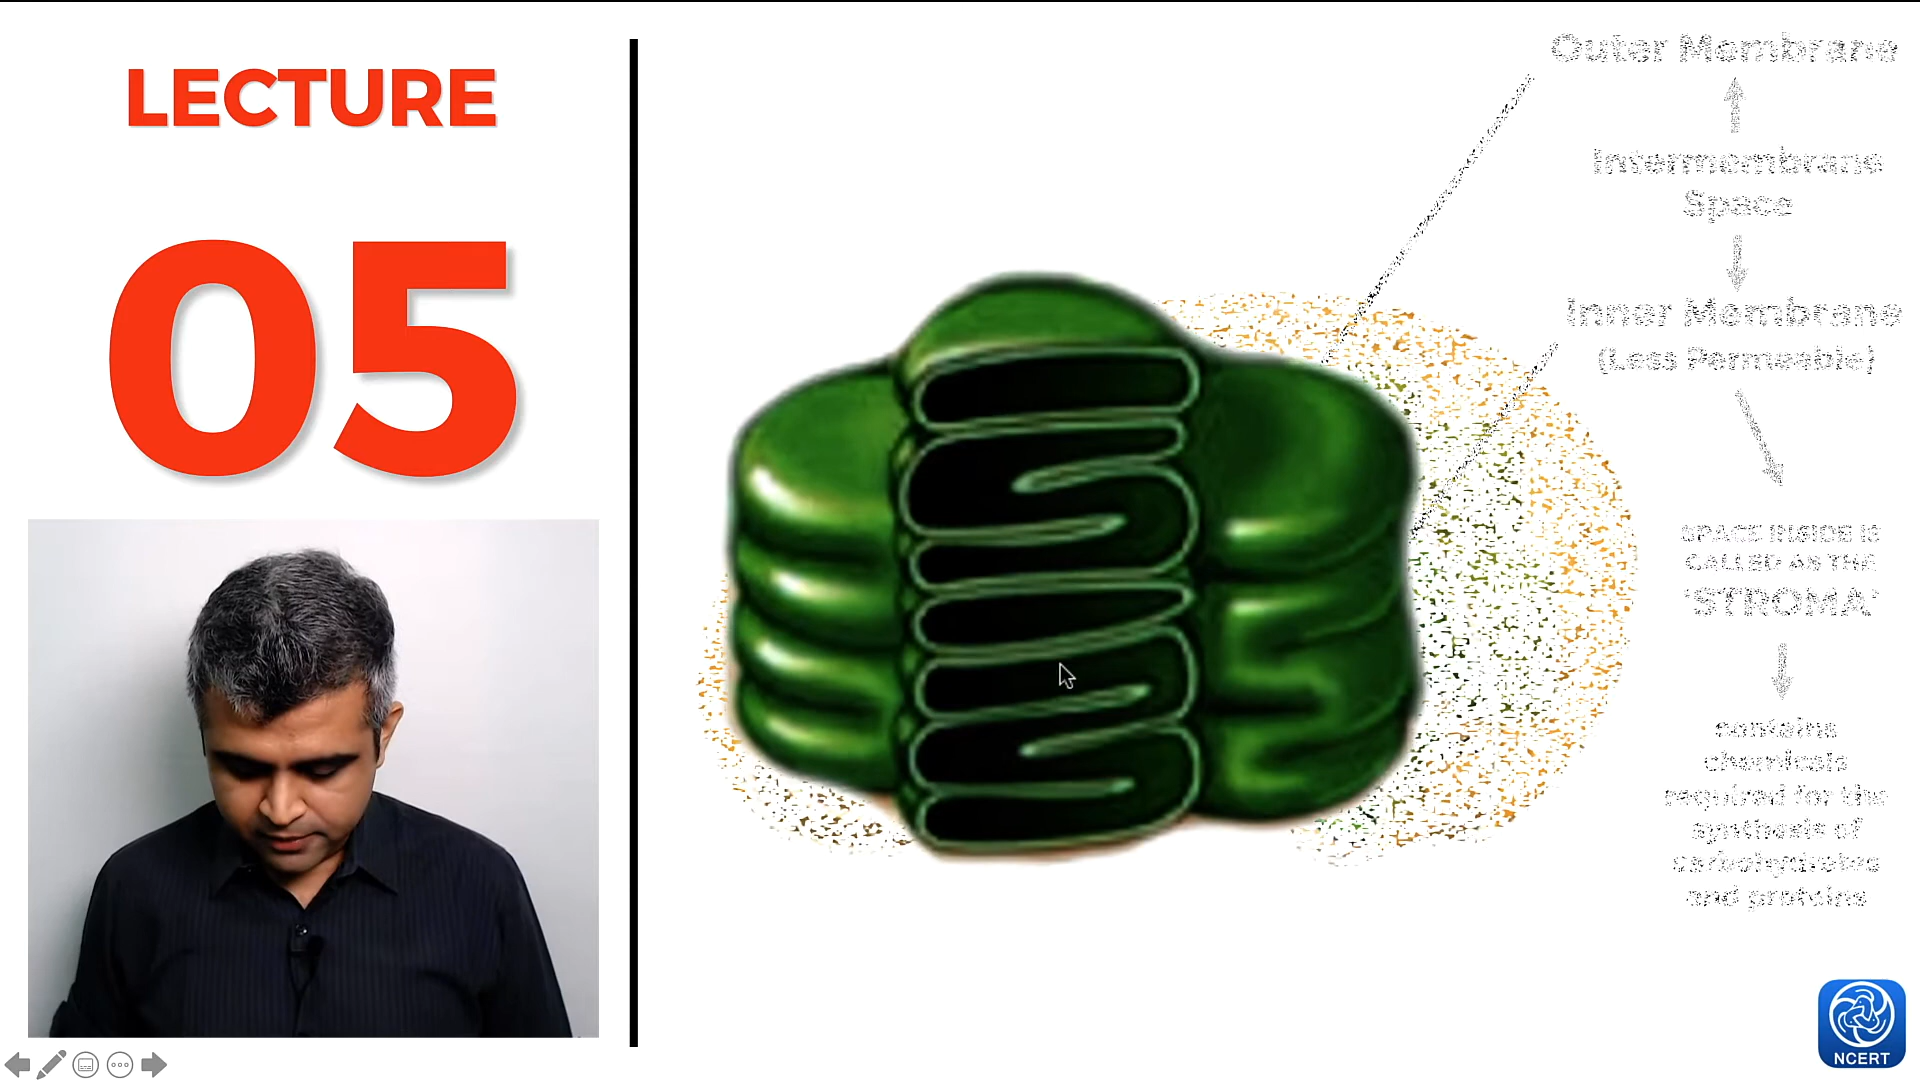 LECTURE
05
Outer Membrane
Intermembrane
Space
Inner Membrane
(Less Permeable)
SPACE INSIDE IS
CALLED AS THE
'STROMA'
contains
chemicals
required for the
synthesis of
carbohydrates
and proteins
NCERT